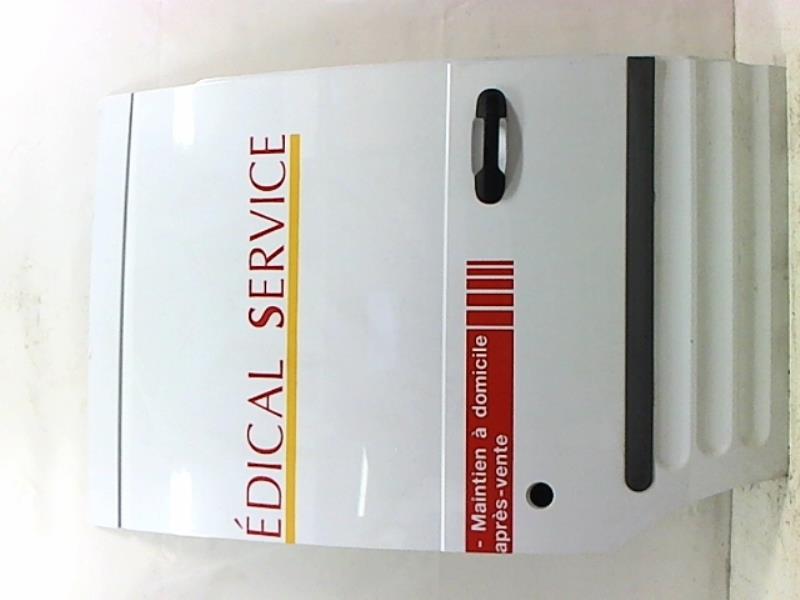 ÉDICAL SERVICE
- Maintien à domicile
après-vente